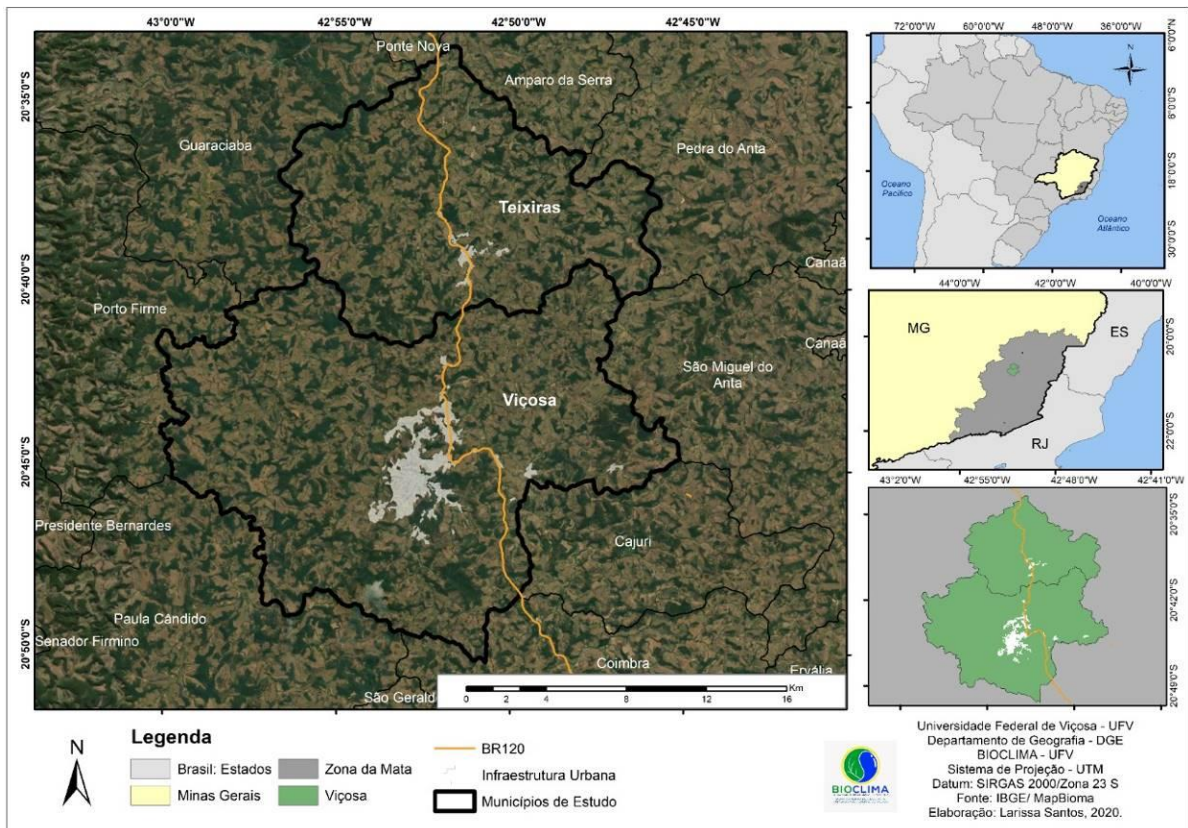 43°0'0"W 42°55'0"W 42°50'0"W 42°45'0"W
20°35'0"S
20°40'0"S
20°45'0"S
20°50'0"S
Ponte Nova
Amparo da Serra
Guaraciaba
Pedra do Anta
Teixiras
Canaã
Porto Firme
Canaã
São Miguel do
Anta
Viçosa
Presidente Bernardes
Cajuri
Paula Cândido
Senador Firmino
Coimbra
Ervália
São Gerald
Km
0 2 4 8 12 16
72°0'0"W 60°0'0"W 48°0'0"W 36°0'0"W
6°0'0"N
6°0'0"S
18°0'0"S
30°0'0"S
N
Oceano
Pacífico
Oceano
Atlântico
44°0'0"W 42°0'0"W 40°0'0"W
20°0'0"S
22°0'0"S
MG
ES
RJ
43°2'0"W 42°55'0"W 42°48'0"W 42°41'0"W
20°35'0"S
20°42'0"S
20°49'0"S
N
Legenda
Brasil: Estados
Minas Gerais
Zona da Mata
Viçosa
BR120
Infraestrutura Urbana
Municípios de Estudo
BIOCLIMA
Universidade Federal de Viçosa - UFV
Departamento de Geografia - DGE
BIOCLIMA - UFV
Sistema de Projeção - UTM
Datum: SIRGAS 2000/Zona 23 S
Fonte: IBGE/ MapBioma
Elaboração: Larissa Santos, 2020.